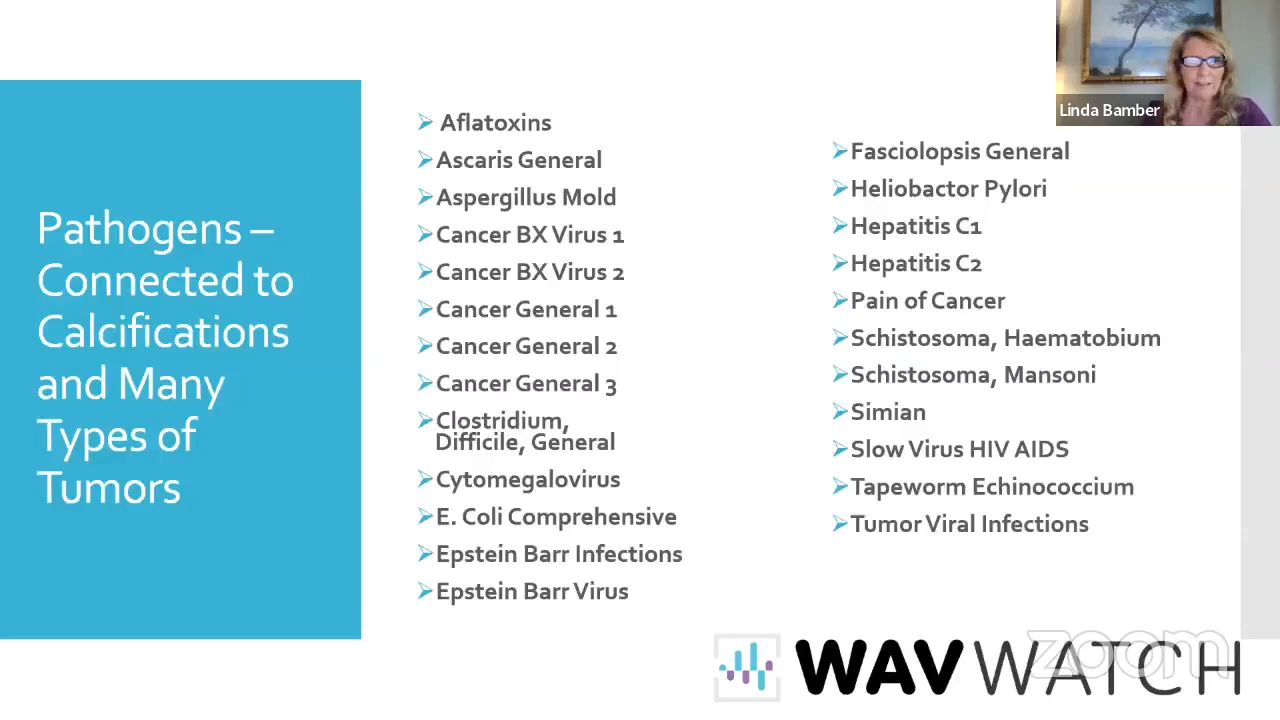 Linda Bamber
Pathogens –
Connected to
Calcifications
and Many
Types of
Tumors
Aflatoxins
Ascaris General
Aspergillus Mold
Cancer BX Virus 1
Cancer BX Virus 2
Cancer General 1
Cancer General 2
Cancer General 3
Clostridium,
Difficile, General
Cytomegalovirus
E. Coli Comprehensive
Epstein Barr Infections
Epstein Barr Virus
Fasciolopsis General
Heliobactor Pylori
Hepatitis C1
Hepatitis C2
Pain of Cancer
Schistosoma, Haematobium
Schistosoma, Mansoni
Simian
Slow Virus HIV AIDS
Tapeworm Echinococcium
Tumor Viral Infections
WAVWATCH
zoom